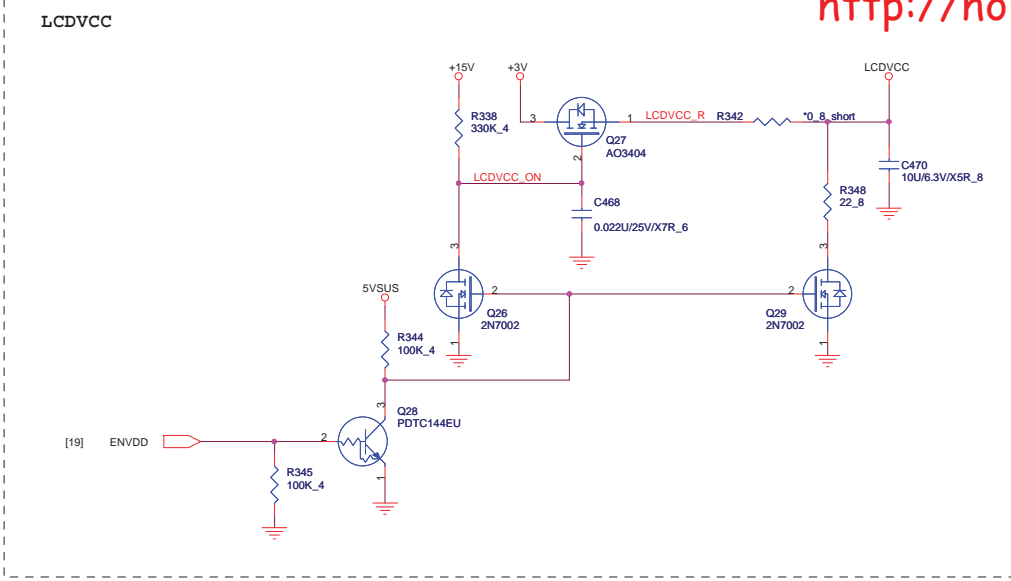 http://ho
LCDVCC
+15V
+3V
LCDVCC
R338
330K_4
3
1
LCDVCC_R
R342
*0_8_short
Q27
AO3404
2
C470
10U/6.3V/X5R_8
LCDVCC_ON
R348
22_8
C468
0.022U/25V/X7R_6
3
3
5VSUS
2
2
Q26
2N7002
Q29
2N7002
R344
100K_4
1
1
3
Q28
PDTC144EU
[19]
ENVDD
2
R345
100K_4
1